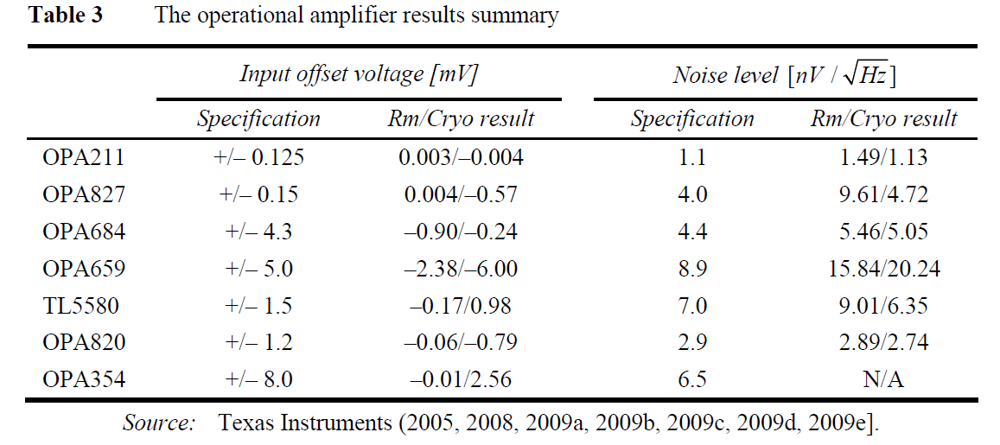 Table 3 The operational amplifier results summary
Input offset voltage [mV] Noise level [nV / √Hz]
Specification Rm/Cryo result Specification Rm/Cryo result
OPA211 +/– 0.125 0.003/–0.004 1.1 1.49/1.13
OPA827 +/– 0.15 0.004/–0.57 4.0 9.61/4.72
OPA684 +/– 4.3 –0.90/–0.24 4.4 5.46/5.05
OPA659 +/– 5.0 –2.38/–6.00 8.9 15.84/20.24
TL5580 +/– 1.5 –0.17/0.98 7.0 9.01/6.35
OPA820 +/– 1.2 –0.06/–0.79 2.9 2.89/2.74
OPA354 +/– 8.0 –0.01/2.56 6.5 N/A
Source: Texas Instruments (2005, 2008, 2009a, 2009b, 2009c, 2009d, 2009e].